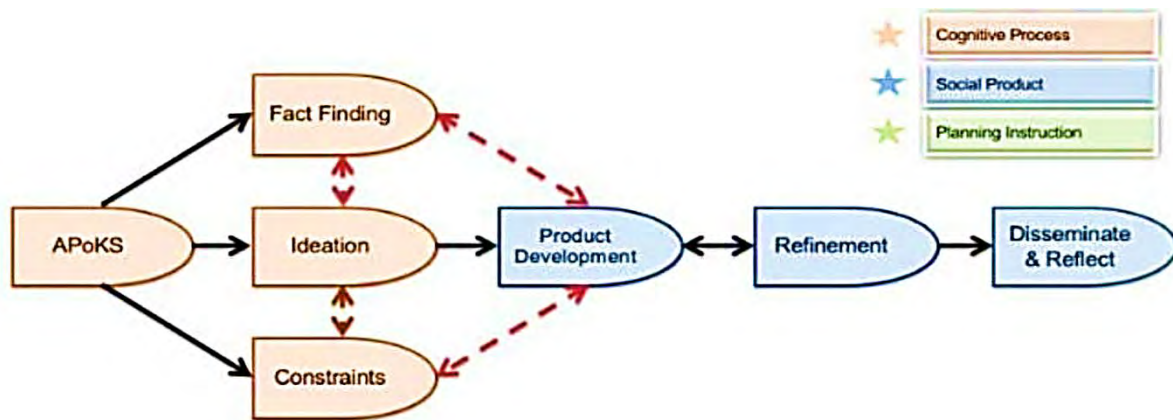 Cognitive Process
Social Product
Planning Instruction
Fact Finding
APoKS
Ideation
Product
Development
Refinement
Disseminate
& Reflect
Constraints